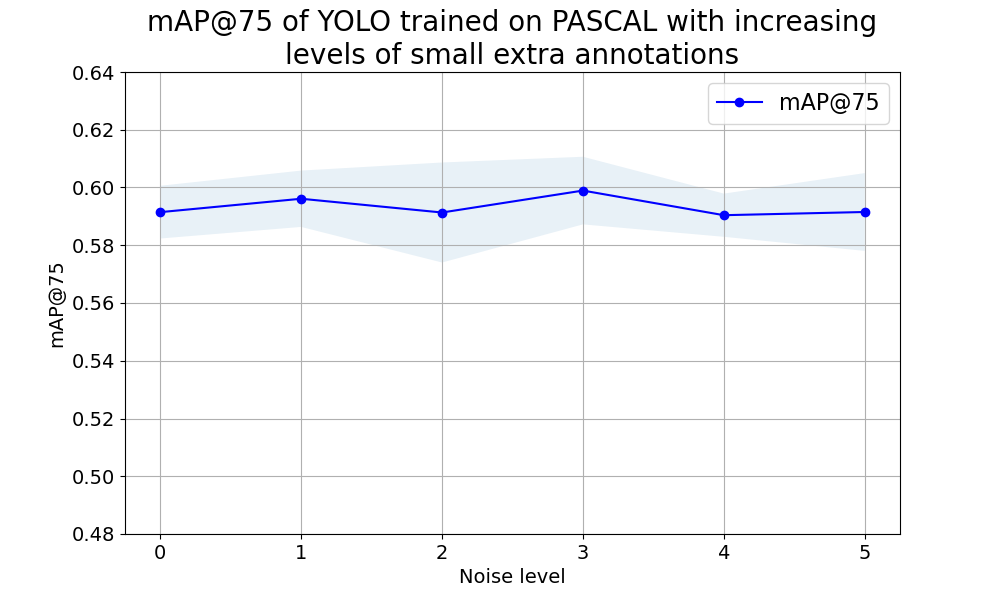 mAP@75 of YOLO trained on PASCAL with increasing
levels of small extra annotations
mAP@75
0.64
0.62
0.60
0.58
0.56
0.54
0.52
0.50
0.48
mAP@75
0 1 2 3 4 5
Noise level